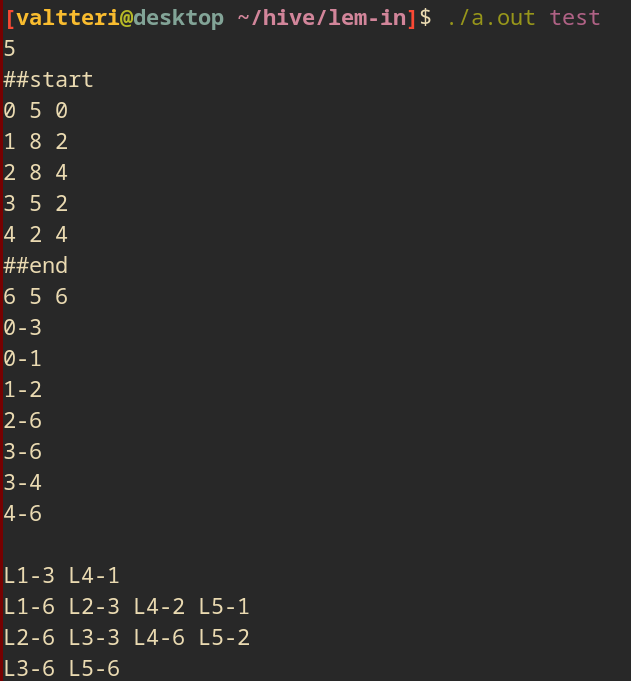 [valtteri@desktop ~/hive/lem-in]$ ./a.out test
5
##start
0 5 0
1 8 2
2 8 4
3 5 2
4 2 4
##end
6 5 6
0-3
0-1
1-2
2-6
3-6
3-4
4-6

L1-3 L4-1
L1-6 L2-3 L4-2 L5-1
L2-6 L3-3 L4-6 L5-2
L3-6 L5-6